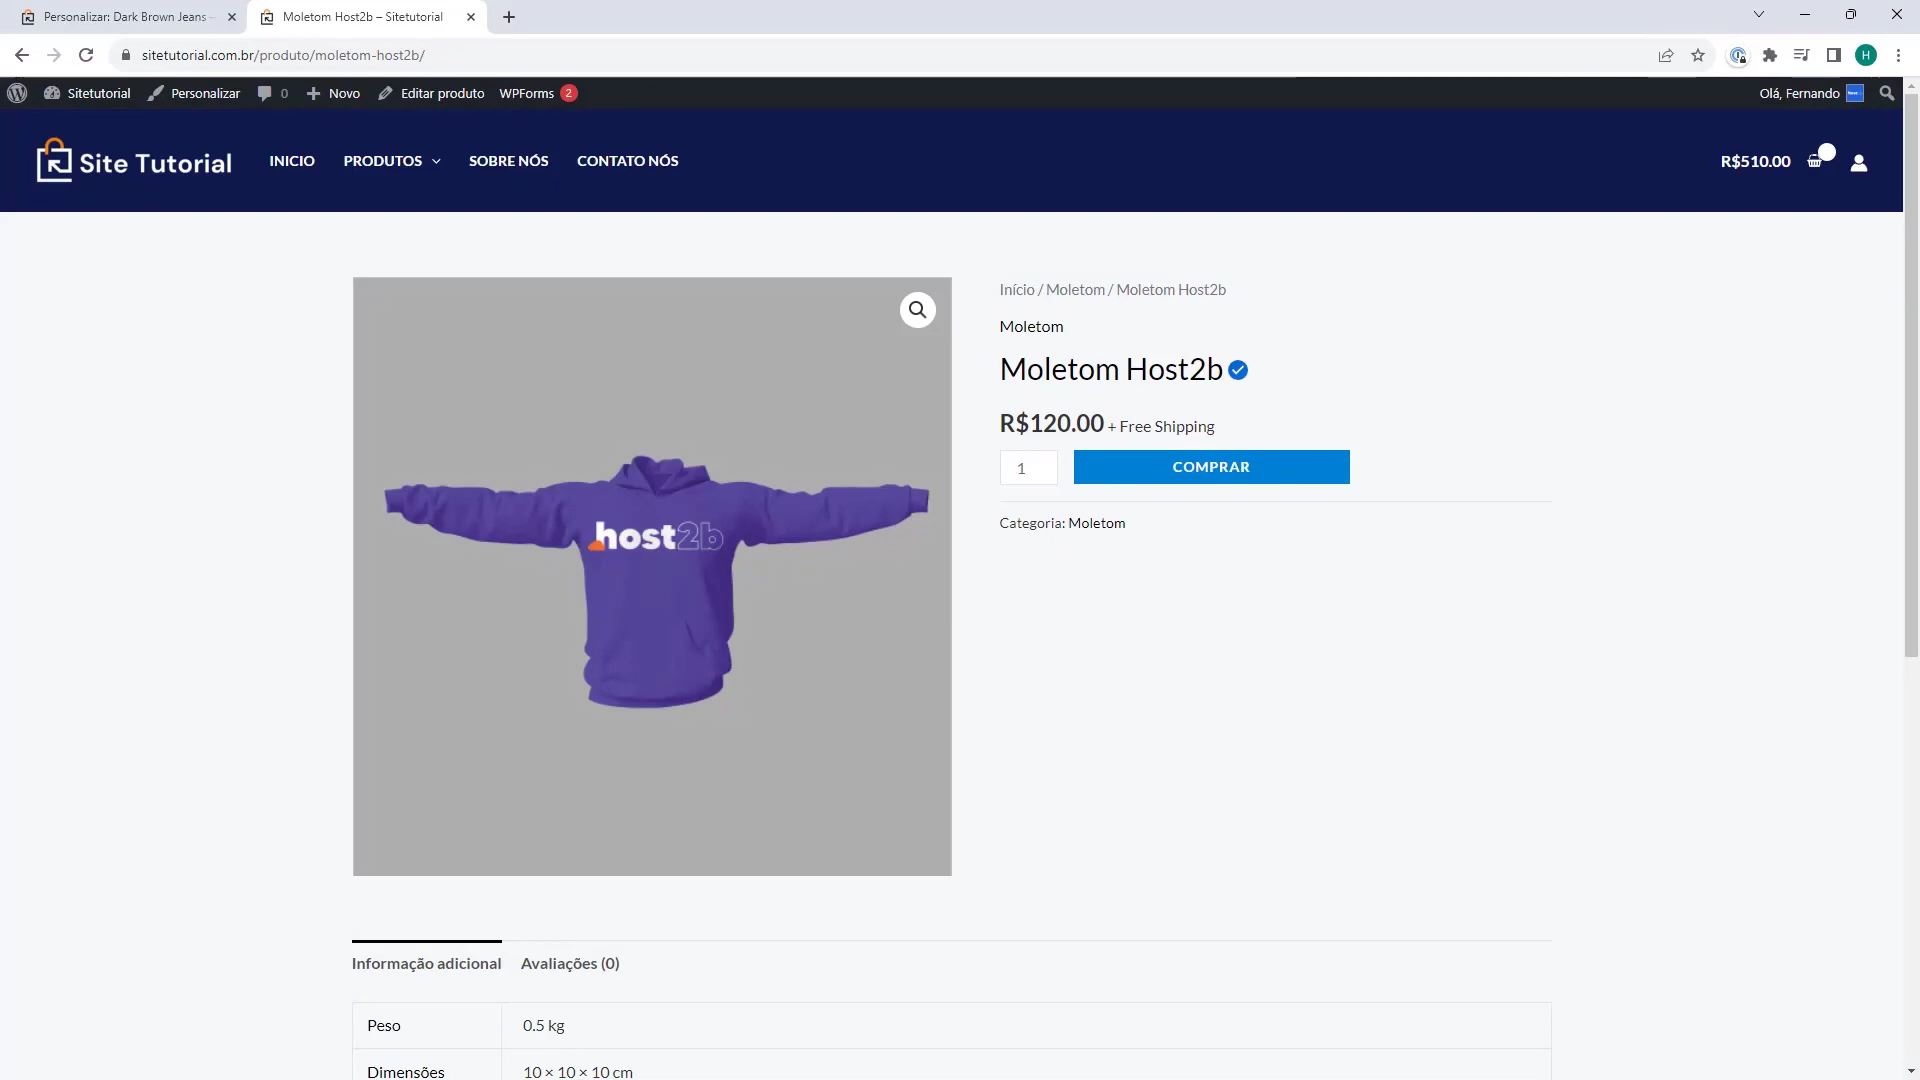 Personalizar: Dark Brown Jeans –
Moletom Host2b – Sitetutorial
sitetutorial.com.br/produto/moletom-host2b/
H
Sitetutorial
Personalizar
0
Novo
Editar produto
WPForms 2
Olá, Fernando
Site Tutorial
INICIO
PRODUTOS
SOBRE NÓS
CONTATO NÓS
R$510.00
Início / Moletom / Moletom Host2b
Moletom
Moletom Host2b
R$120.00 + Free Shipping
1
COMPRAR
Categoria: Moletom
host2b
Informação adicional
Avaliações (0)
Peso
0.5 kg
Dimensões
10 × 10 × 10 cm